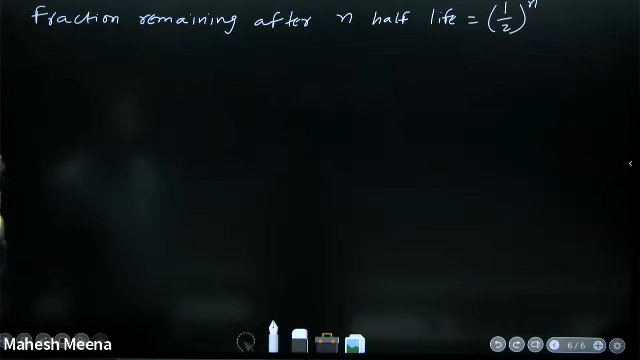 Fraction remaining after n half life = (1/2)^n
Mahesh Meena
6/6